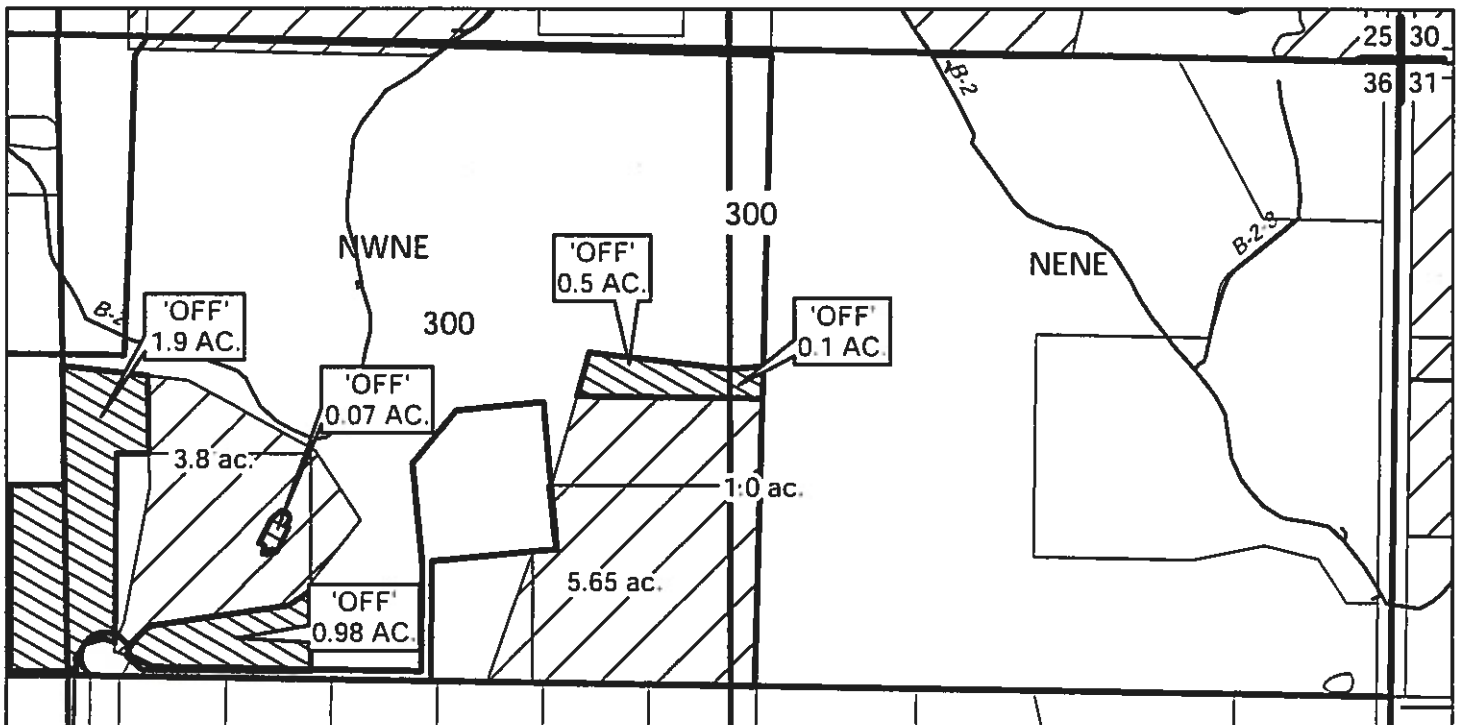 25 30
36 31
B-2
300
NWNE
B-2-3
NENE
'OFF'
0.5 AC.
'OFF'
1.9 AC.
B-2
300
'OFF'
0.1 AC.
'OFF'
0.07 AC.
3.8 ac.
1.0 ac.
5.65 ac.
'OFF'
0.98 AC.